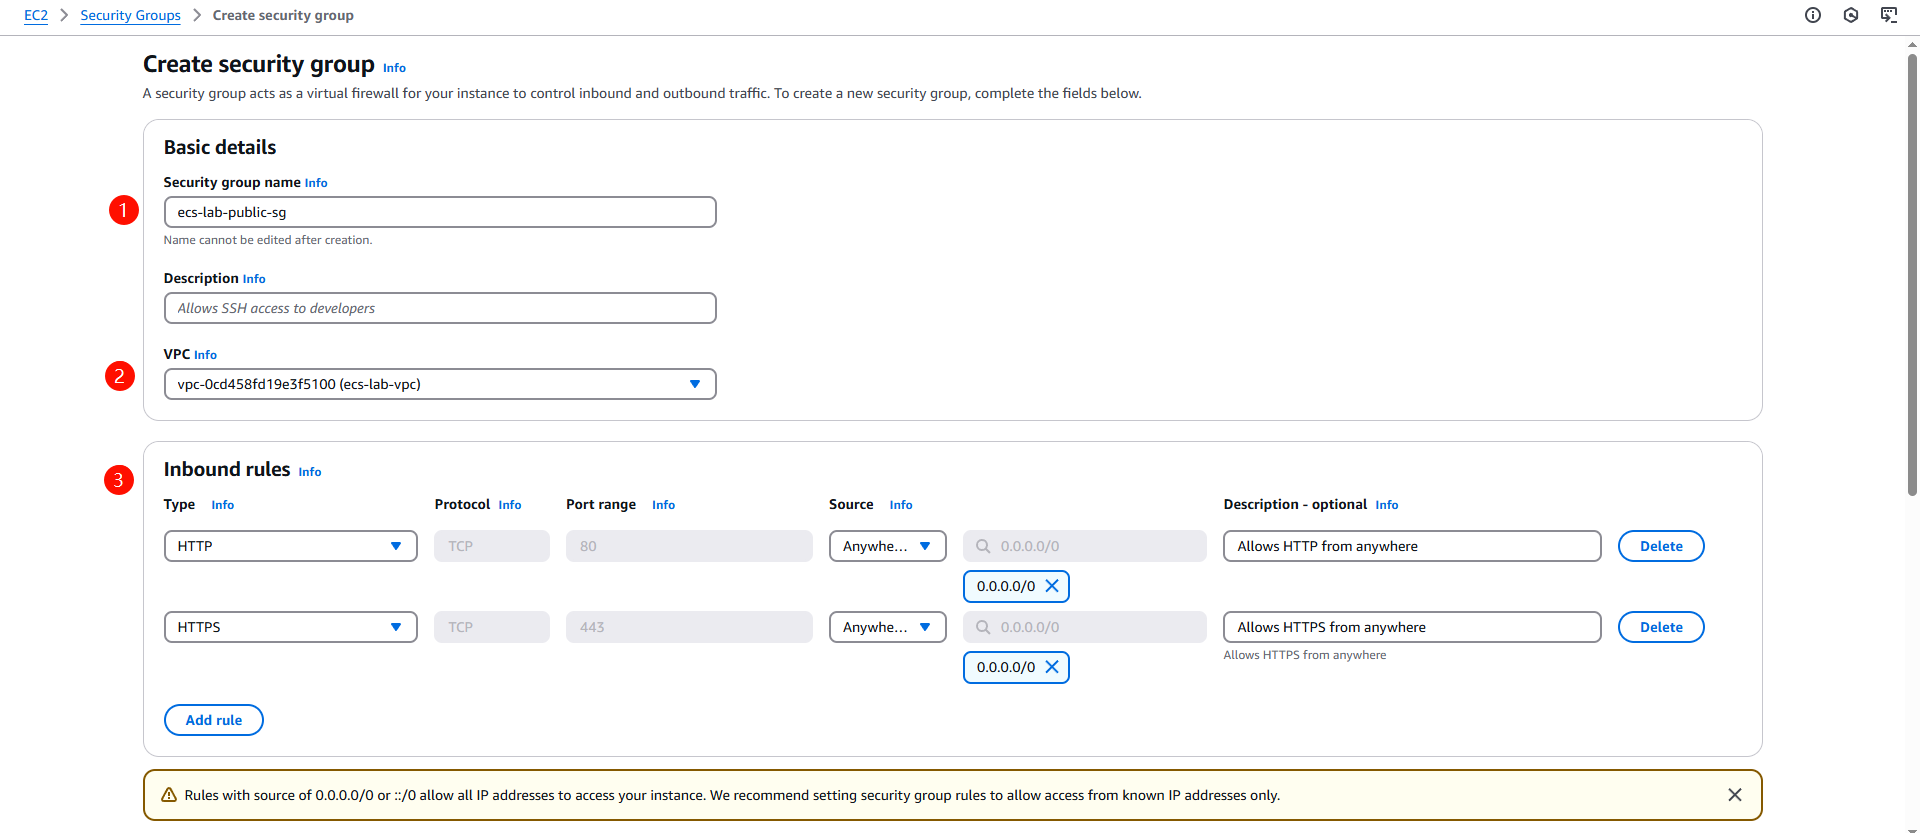 EC2 > Security Groups > Create security group
Create security group Info
A security group acts as a virtual firewall for your instance to control inbound and outbound traffic. To create a new security group, complete the fields below.
Basic details
Security group name Info
1
ecs-lab-public-sg
Name cannot be edited after creation.
Description Info
Allows SSH access to developers
VPC Info
2
vpc-0cd458fd19e3f5100 (ecs-lab-vpc)
3
Inbound rules Info
Type Info Protocol Info Port range Info Source Info Description - optional Info
HTTP TCP 80 Anywhe... 0.0.0.0/0 Allows HTTP from anywhere Delete
0.0.0.0/0
HTTPS TCP 443 Anywhe... 0.0.0.0/0 Allows HTTPS from anywhere Delete
Allows HTTPS from anywhere
0.0.0.0/0
Add rule
Rules with source of 0.0.0.0/0 or ::/0 allow all IP addresses to access your instance. We recommend setting security group rules to allow access from known IP addresses only.